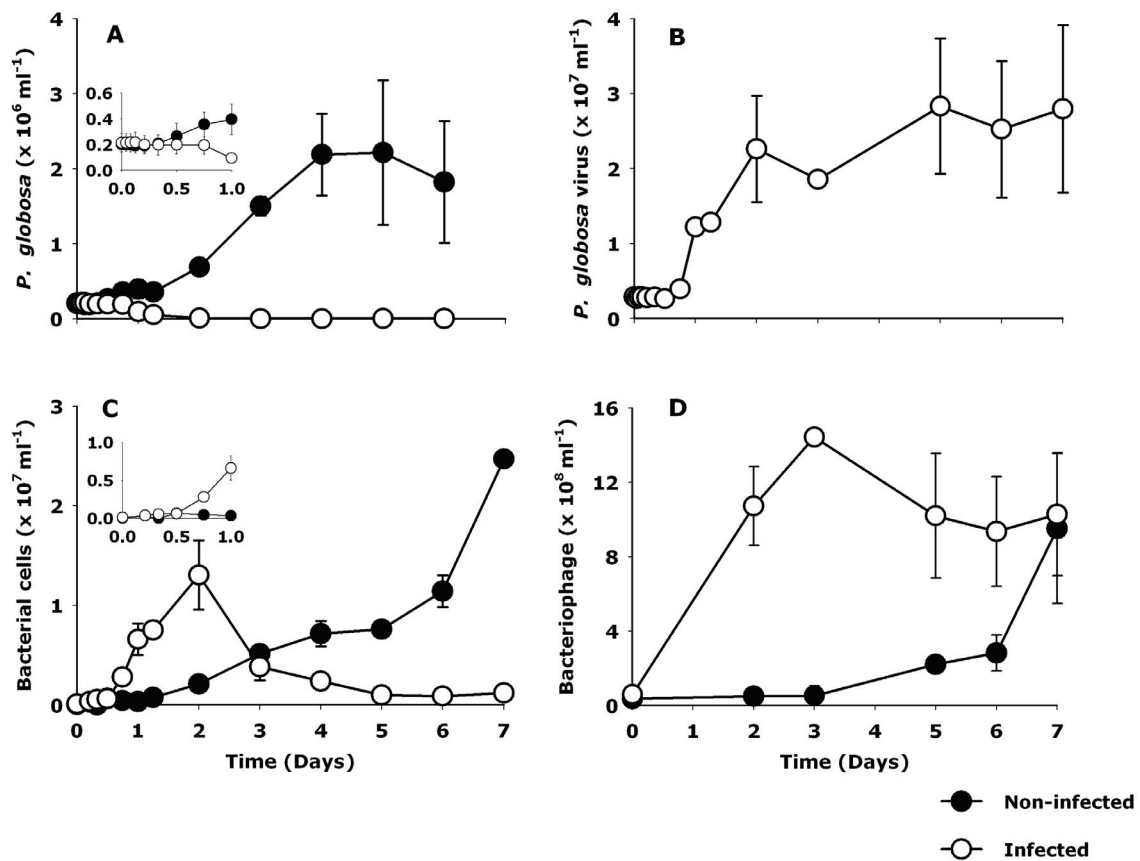 A
P. globosa (x 10⁶ ml⁻¹)
4
3
2
1
0
0.6
0.4
0.2
0.0
0.0 0.5 1.0
B
P. globosa virus (x 10⁷ ml⁻¹)
4
3
2
1
0
C
Bacterial cells (x 10⁷ ml⁻¹)
3
2
1
0
1.0
0.5
0.0
0.0 0.5 1.0
0 1 2 3 4 5 6 7
Time (Days)
D
Bacteriophage (x 10⁸ ml⁻¹)
16
12
8
4
0
0 1 2 3 4 5 6 7
Time (Days)
Non-infected
Infected